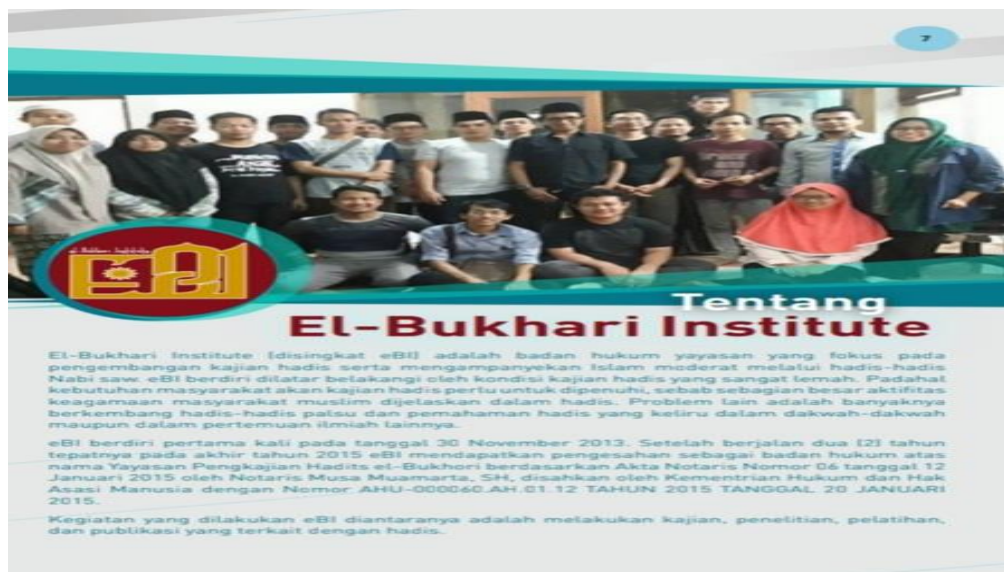 7
el Bukhari Institute
eBI
Tentang
El-Bukhari Institute
El-Bukhari Institute (disingkat eBI) adalah badan hukum yayasan yang fokus pada
pengembangan kajian hadis serta mengampanyekan Islam moderat melalui hadis-hadis
Nabi saw. eBI berdiri dilatar belakangi oleh kondisi kajian hadis yang sangat lemah. Padahal
kebutuhan masyarakat akan kajian hadis perlu untuk dipenuhi, sebab sebagian besar aktifitas
keagamaan masyarakat muslim dijelaskan dalam hadis. Problem lain adalah banyaknya
berkembang hadis-hadis palsu dan pemahaman hadis yang keliru dalam dakwah-dakwah
maupun dalam pertemuan ilmiah lainnya.
eBI berdiri pertama kali pada tanggal 30 November 2013. Setelah berjalan dua (2) tahun
tepatnya pada akhir tahun 2015 eBI mendapatkan pengesahan sebagai badan hukum atas
nama Yayasan Pengkajian Hadits el-Bukhori berdasarkan Akta Notaris Nomor 06 tanggal 12
Januari 2015 oleh Notaris Musa Muamarta, SH, disahkan oleh Kementrian Hukum dan Hak
Asasi Manusia dengan Nomor AHU-000060.AH.01.12 TAHUN 2015 TANGGAL 20 JANUARI
2015.
Kegiatan yang dilakukan eBI diantaranya adalah melakukan kajian, penelitian, pelatihan,
dan publikasi yang terkait dengan hadis.